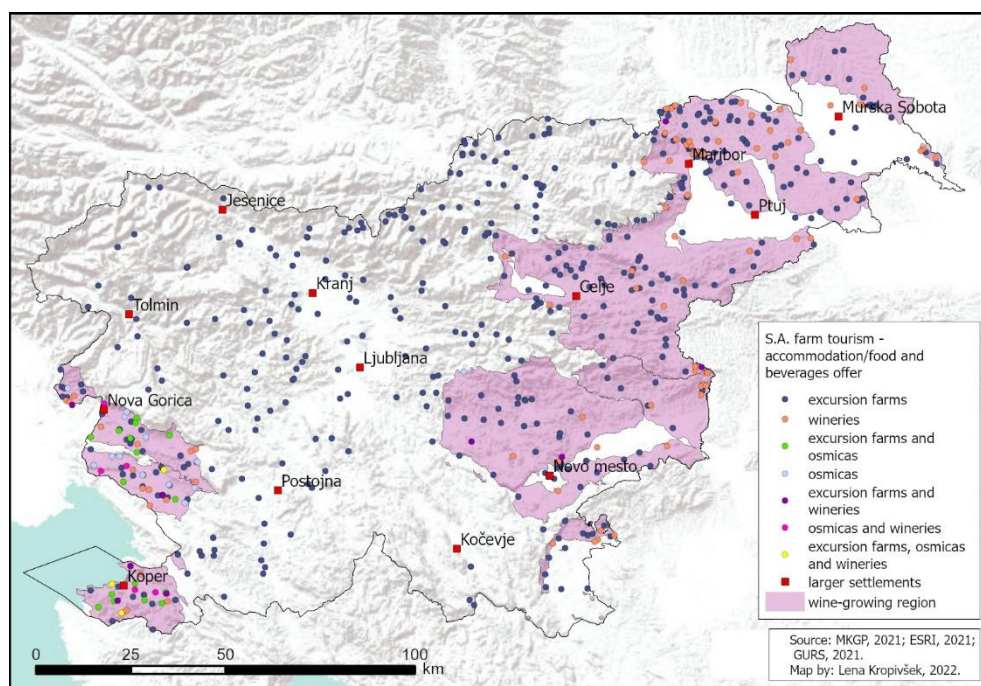 Murska Sobota
Maribor
Ptuj
Jesenice
Kranj
Celje
Tolmin
Ljubljana
Nova Gorica
Novo mesto
Postojna
Kočevje
Koper
S.A. farm tourism -
accommodation/food and
beverages offer
excursion farms
wineries
excursion farms and
osmicas
osmicas
excursion farms and
wineries
osmicas and wineries
excursion farms, osmicas
and wineries
larger settlements
wine-growing region
Source: MKGP, 2021; ESRI, 2021;
GURS, 2021.
Map by: Lena Kropivšek, 2022.
0 25 50 100
km